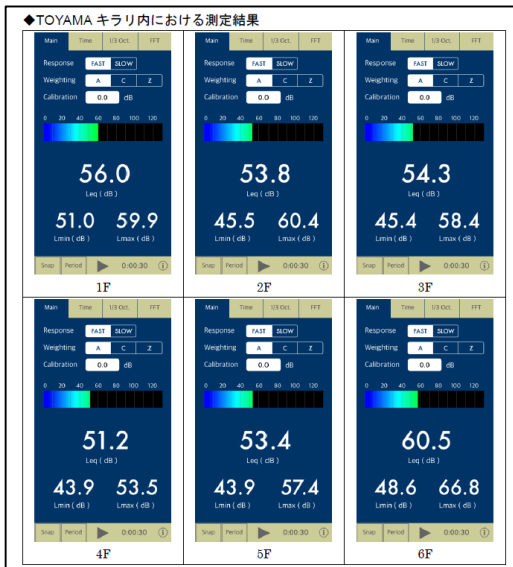 ◆TOYAMA キラリ内における測定結果
Main Time 1/3 Oct. FFT
Response FAST SLOW
Weighting A C Z
Calibration 0.0 dB
0 20 40 60 80 100 120
56.0
Leq ( dB )
51.0 59.9
Lmin ( dB ) Lmax ( dB )
Snap Period 0:00:30
1F
Main Time 1/3 Oct. FFT
Response FAST SLOW
Weighting A C Z
Calibration 0.0 dB
0 20 40 60 80 100 120
53.8
Leq ( dB )
45.5 60.4
Lmin ( dB ) Lmax ( dB )
Snap Period 0:00:30
2F
Main Time 1/3 Oct. FFT
Response FAST SLOW
Weighting A C Z
Calibration 0.0 dB
0 20 40 60 80 100 120
54.3
Leq ( dB )
45.4 58.4
Lmin ( dB ) Lmax ( dB )
Snap Period 0:00:30
3F
Main Time 1/3 Oct. FFT
Response FAST SLOW
Weighting A C Z
Calibration 0.0 dB
0 20 40 60 80 100 120
51.2
Leq ( dB )
43.9 53.5
Lmin ( dB ) Lmax ( dB )
Snap Period 0:00:30
4F
Main Time 1/3 Oct. FFT
Response FAST SLOW
Weighting A C Z
Calibration 0.0 dB
0 20 40 60 80 100 120
53.4
Leq ( dB )
43.9 57.4
Lmin ( dB ) Lmax ( dB )
Snap Period 0:00:30
5F
Main Time 1/3 Oct. FFT
Response FAST SLOW
Weighting A C Z
Calibration 0.0 dB
0 20 40 60 80 100 120
60.5
Leq ( dB )
48.6 66.8
Lmin ( dB ) Lmax ( dB )
Snap Period 0:00:30
6F